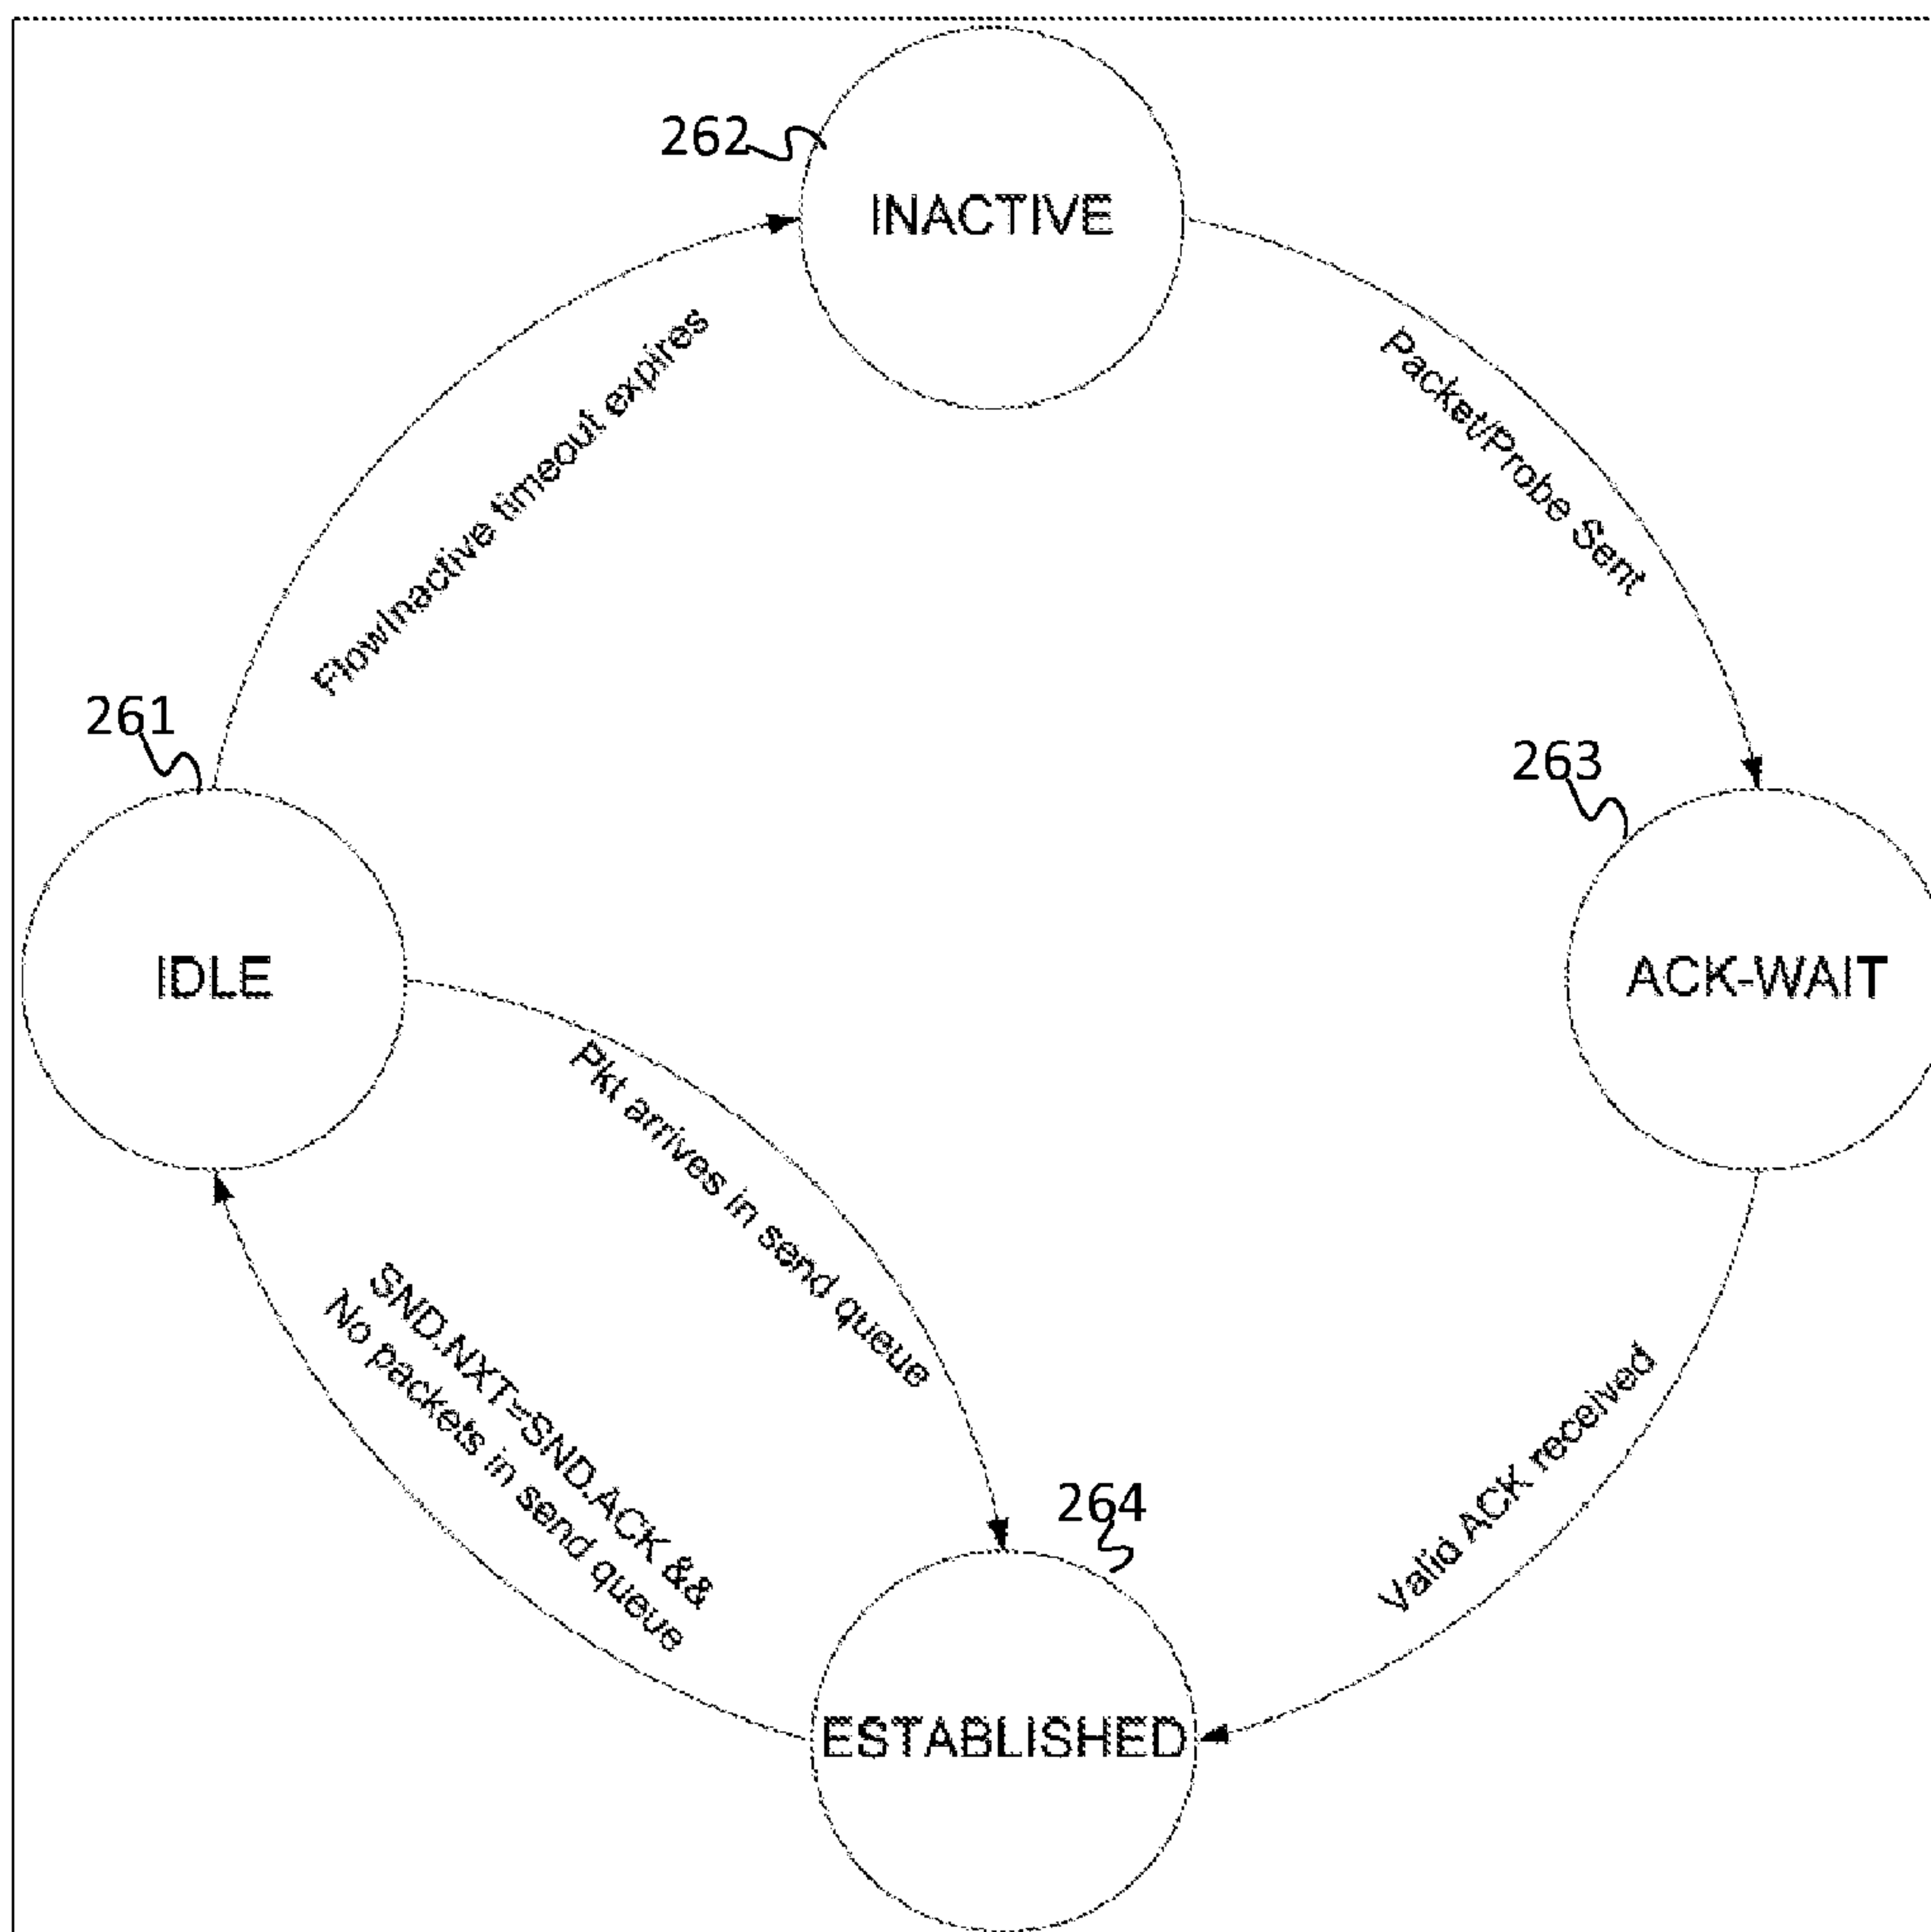 262
INACTIVE
FlowInactive timeout expires
Packet/Probe Sent
261
263
IDLE
ACK-WAIT
Pkt arrives in send queue
SND.NXT=SND.ACK &&
No packets in send queue
264
Valid ACK received
ESTABLISHED